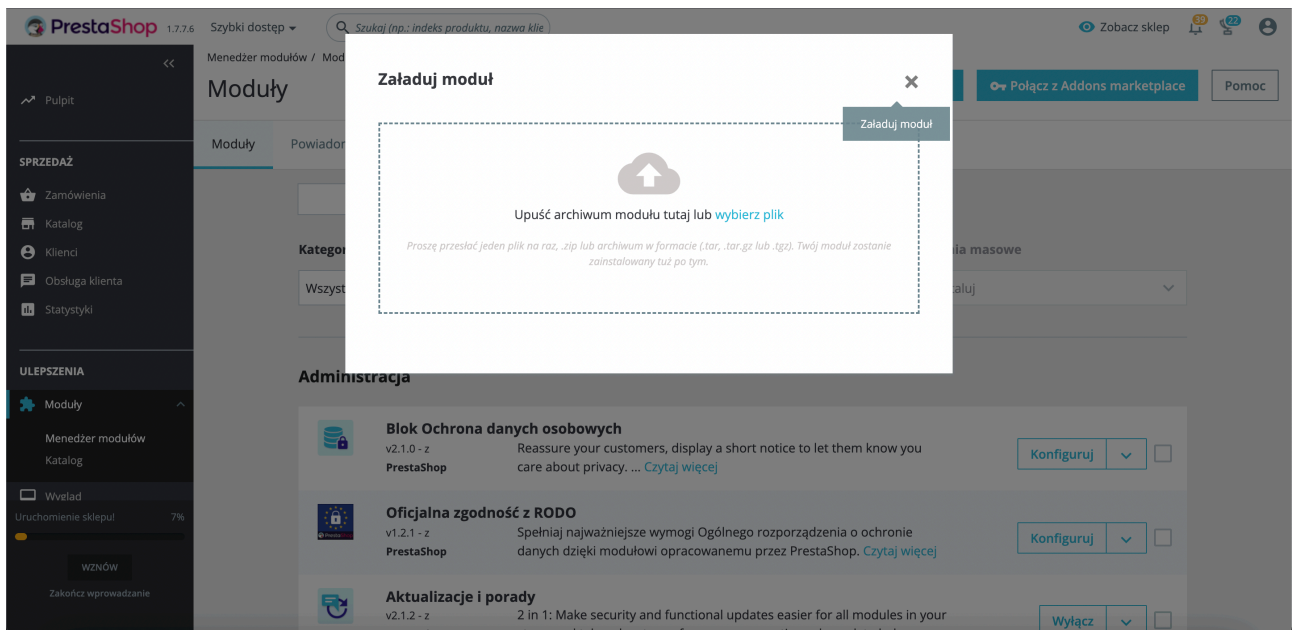 PrestaShop 1.7.7.6
Szybki dostęp
Szukaj (np.: indeks produktu, nazwa klie
Zobacz sklep
39
22
Menedżer modułów / Mod
Moduły
Połącz z Addons marketplace
Pomoc
Moduły
Powiador
Pulpit
SPRZEDAŻ
Zamówienia
Katalog
Klienci
Obsługa klienta
Statystyki
ULEPSZENIA
Moduły
Menedżer modułów
Katalog
Wygląd
Uruchomienie sklepu! 7%
WZNÓW
Zakończ wprowadzanie
Załaduj moduł
Załaduj moduł
Upuść archiwum modułu tutaj lub wybierz plik
Proszę przesłać jeden plik na raz, .zip lub archiwum w formacie (.tar, .tar.gz lub .tgz). Twój moduł zostanie
zainstalowany tuż po tym.
Kategor
Wszyst
ia masowe
aluj
Administracja
Blok Ochrona danych osobowych
v2.1.0 - z
PrestaShop
Reassure your customers, display a short notice to let them know you
care about privacy. ... Czytaj więcej
Konfiguruj
Oficjalna zgodność z RODO
v1.2.1 - z
PrestaShop
Spełniaj najważniejsze wymogi Ogólnego rozporządzenia o ochronie
danych dzięki modułowi opracowanemu przez PrestaShop. Czytaj więcej
Konfiguruj
Aktualizacje i porady
v2.1.2 - z
2 in 1: Make security and functional updates easier for all modules in your
Wyłącz